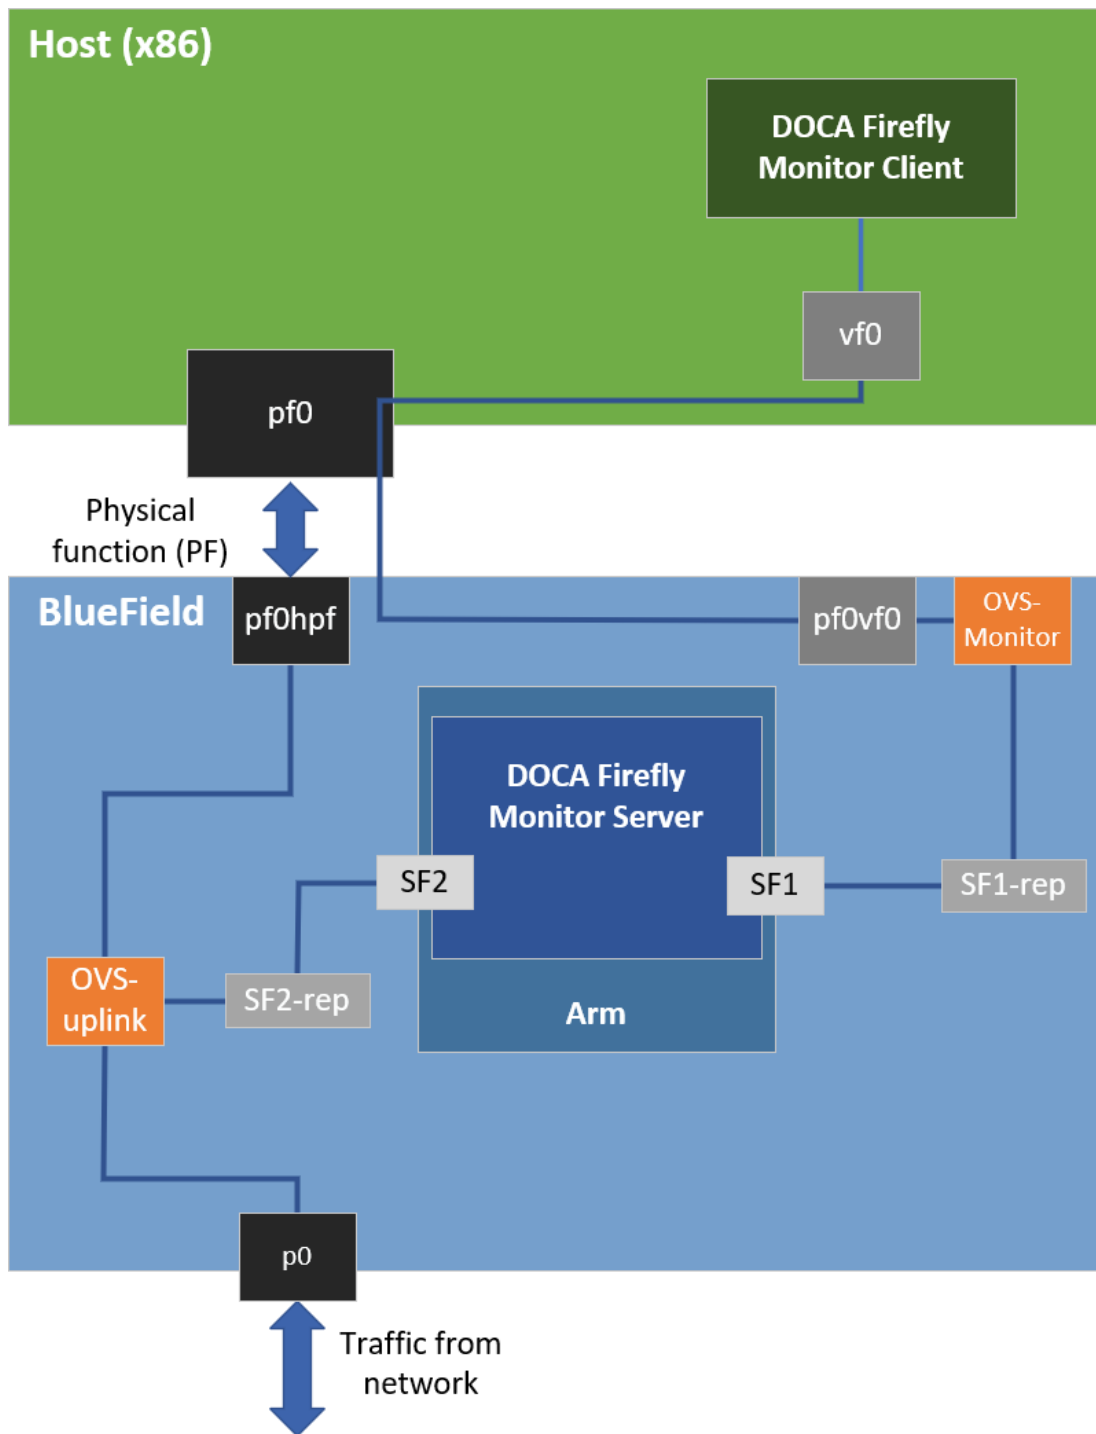 Host (x86)
DOCA Firefly
Monitor Client
vf0
pf0
Physical
function (PF)
BlueField
pf0hpf
pf0vf0
OVS-
Monitor
DOCA Firefly
Monitor Server
SF2
SF1
SF1-rep
OVS-
uplink
SF2-rep
Arm
p0
Traffic from
network